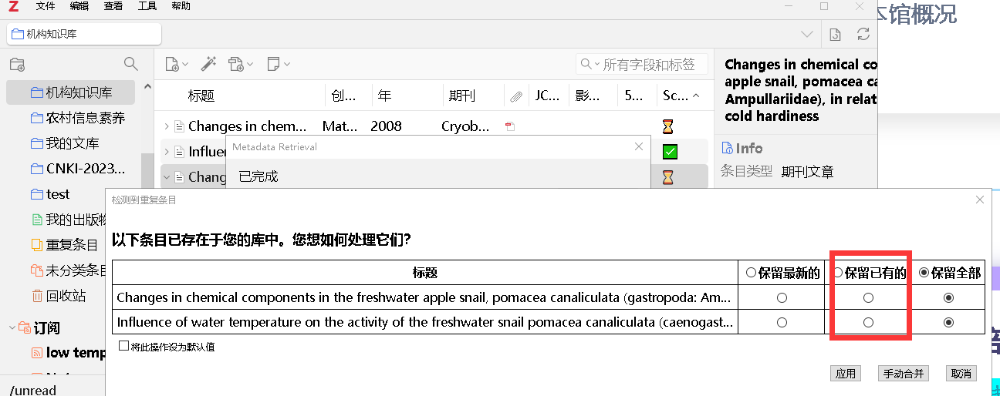 Z 文件 编辑 查看 工具 帮助
本馆概况
机构知识库
所有字段和标签
机构知识库
农村信息素养
我的文库
CNKI-2023...
test
我的出版物
重复条目
未分类条目
回收站
订阅
low temp
/unread
标题 创... 年 期刊 JC... 影... 5... Sc...
Changes in chem... Mat... 2008 Cryob...
Influen
Chang
Changes in chemical co
apple snail, pomacea ca
Ampullariidae), in relat
cold hardiness
Info
条目类型 期刊文章
Metadata Retrieval
已完成
检测到重复条目
以下条目已存在于您的库中。您想如何处理它们?
标题 保留最新的 保留已有的 保留全部
Changes in chemical components in the freshwater apple snail, pomacea canaliculata (gastropoda: Am...
Influence of water temperature on the activity of the freshwater snail pomacea canaliculata (caenogast...
将此操作设为默认值
应用 手动合并 取消